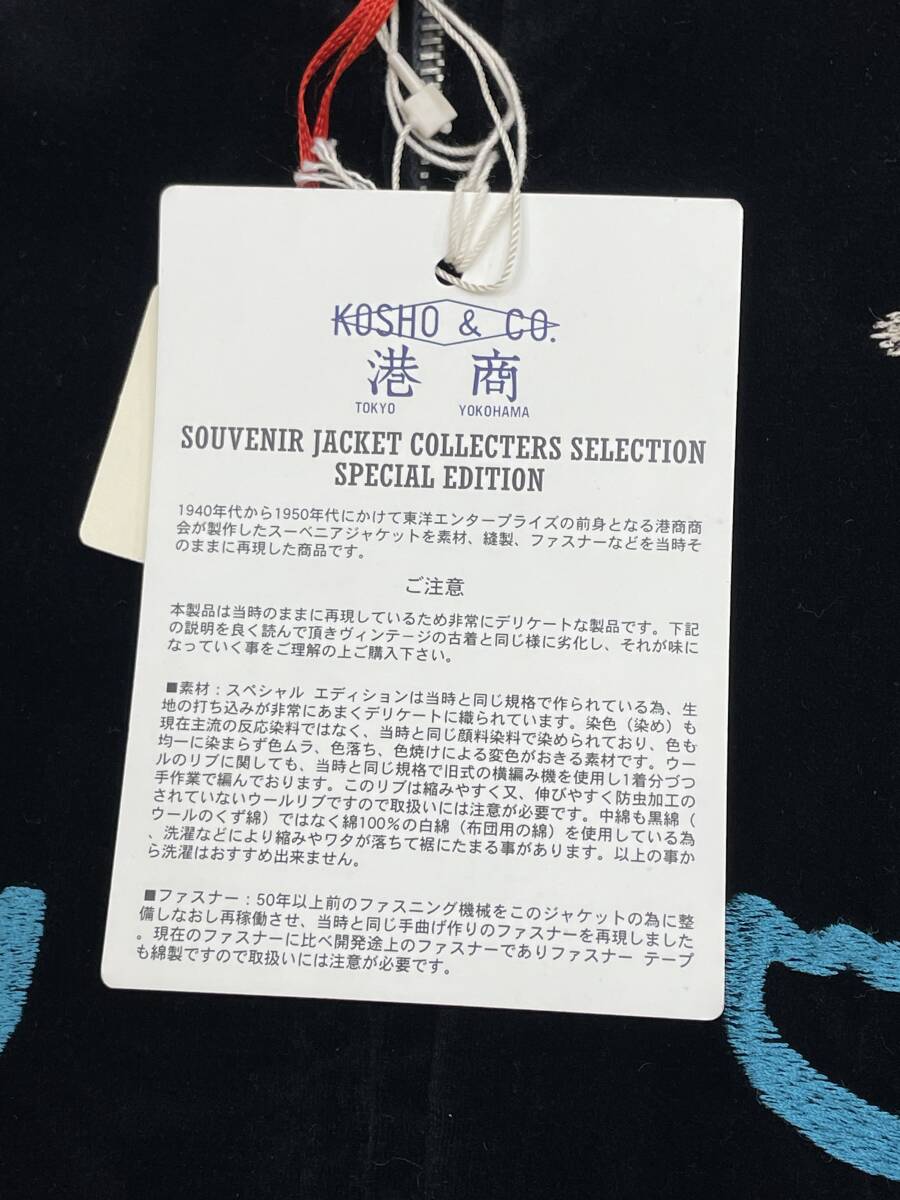 KOSHO & CO.
港 商
TOKYO YOKOHAMA
SOUVENIR JACKET COLLECTERS SELECTION
SPECIAL EDITION
1940年代から1950年代にかけて東洋エンタープライズの前身となる港商商
会が製作したスーベニアジャケットを素材、縫製、ファスナーなどを当時そ
のままに再現した商品です。
ご注意
本製品は当時のままに再現しているため非常にデリケートな製品です。下記
の説明を良く読んで頂きヴィンテージの古着と同じ様に劣化し、それが味に
なっていく事をご理解の上ご購入下さい。
■素材：スペシャル エディションは当時と同じ規格で作られている為、生
地の打ち込みが非常にあまくデリケートに織られています。染色（染め）も
現在主流の反応染料ではなく、当時と同じ顔料染料で染められており、色も
均一に染まらず色ムラ、色落ち、色焼けによる変色がおきる素材です。ウー
ルのリブに関しても、当時と同じ規格で旧式の横編み機を使用し1着分づつ
手作業で編んでおります。このリブは縮みやすく又、伸びやすく防虫加工の
されていないウールリブですので取扱いには注意が必要です。中綿も黒綿（
ウールのくず綿）ではなく綿100％の白綿（布団用の綿）を使用している為
、洗濯などにより縮みやワタが落ちて裾にたまる事があります。以上の事か
ら洗濯はおすすめ出来ません。
■ファスナー：50年以上前のファスニング機械をこのジャケットの為に整
備しなおし再稼働させ、当時と同じ手曲げ作りのファスナーを再現しました
。現在のファスナーに比べ開発途上のファスナーでありファスナー テープ
も綿製ですので取扱いには注意が必要です。